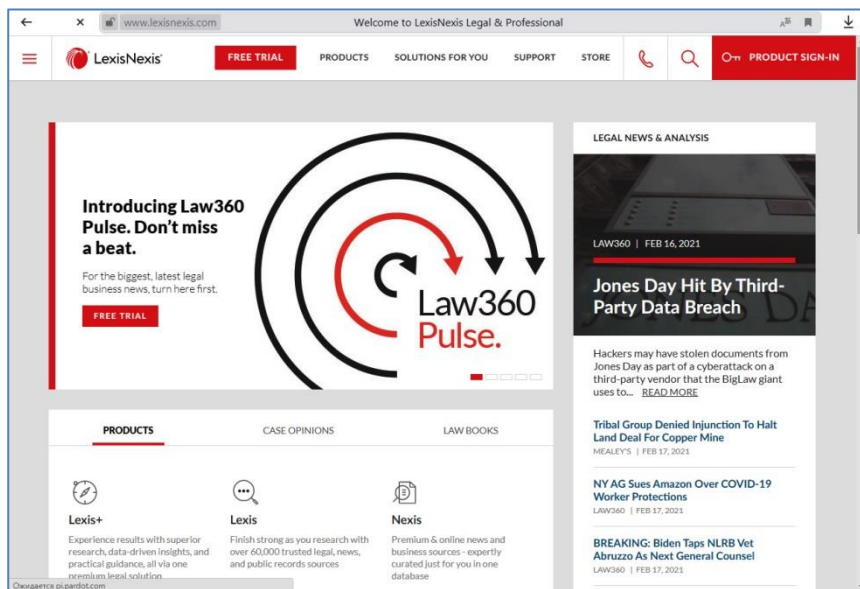 www.lexisnexis.com
Welcome to LexisNexis Legal & Professional
LexisNexis®
FREE TRIAL
PRODUCTS
SOLUTIONS FOR YOU
SUPPORT
STORE
PRODUCT SIGN-IN
Introducing Law360
Pulse. Don't miss
a beat.
For the biggest, latest legal
business news, turn here first.
FREE TRIAL
Law360
Pulse.
LEGAL NEWS & ANALYSIS
LAW360 | FEB 16, 2021
Jones Day Hit By Third-
Party Data Breach
JONES DA
Hackers may have stolen documents from
Jones Day as part of a cyberattack on a
third-party vendor that the BigLaw giant
uses to... READ MORE
Tribal Group Denied Injunction To Halt
Land Deal For Copper Mine
MEALEY'S | FEB 17, 2021
NY AG Sues Amazon Over COVID-19
Worker Protections
LAW360 | FEB 17, 2021
BREAKING: Biden Taps NLRB Vet
Abruzzo As Next General Counsel
LAW360 | FEB 17, 2021
PRODUCTS
CASE OPINIONS
LAW BOOKS
Lexis+
Experience results with superior
research, data-driven insights, and
practical guidance, all via one
premium legal solution
Lexis
Finish strong as you research with
over 60,000 trusted legal, news,
and public records sources
Nexis
Premium & online news and
business sources - expertly
curated just for you in one
database
Ожидается pi.pardot.com